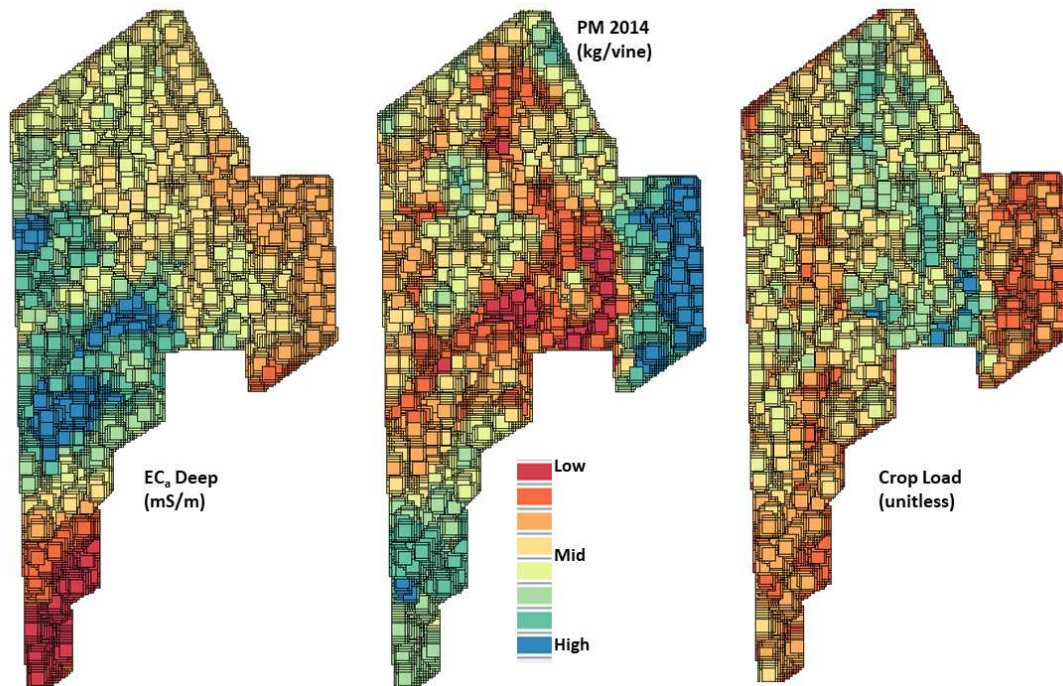 PM 2014
(kg/vine)
ECₐ Deep
(mS/m)
Low
Mid
High
Crop Load
(unitless)